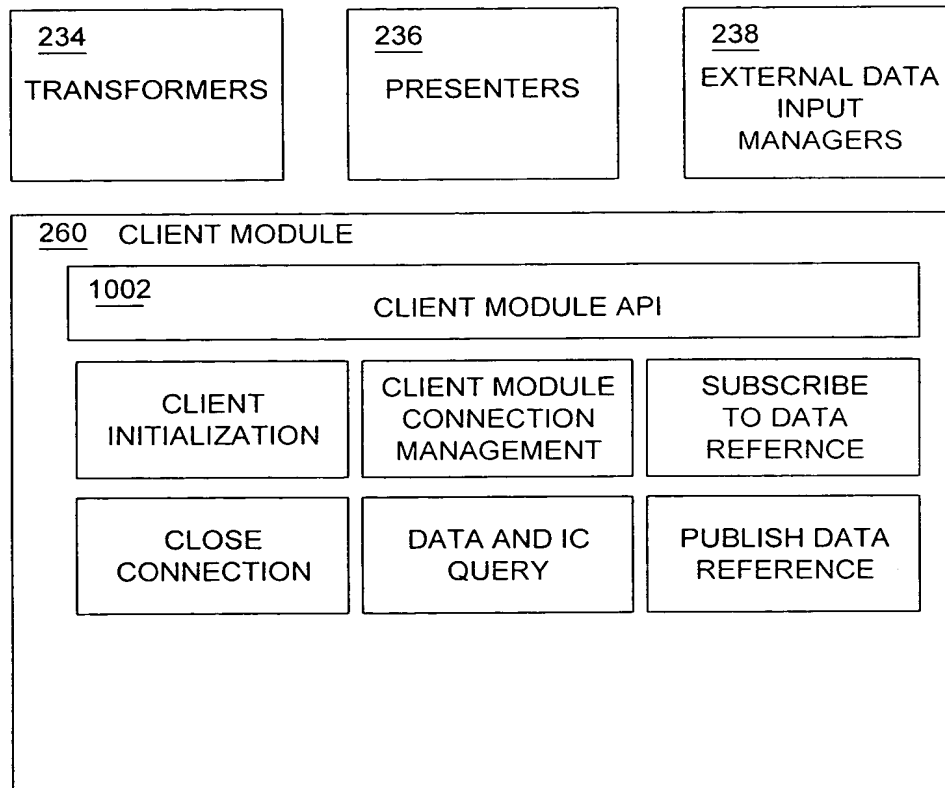 234
TRANSFORMERS
236
PRESENTERS
238
EXTERNAL DATA
INPUT
MANAGERS
260 CLIENT MODULE
1002
CLIENT MODULE API
CLIENT
INITIALIZATION
CLIENT MODULE
CONNECTION
MANAGEMENT
SUBSCRIBE
TO DATA
REFERNCE
CLOSE
CONNECTION
DATA AND IC
QUERY
PUBLISH DATA
REFERENCE